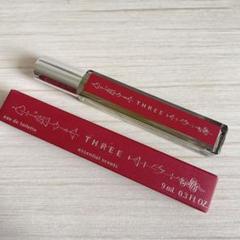 THREE
eau de toilette
THREE
essential scents
9 mL 0.3 FL.OZ.